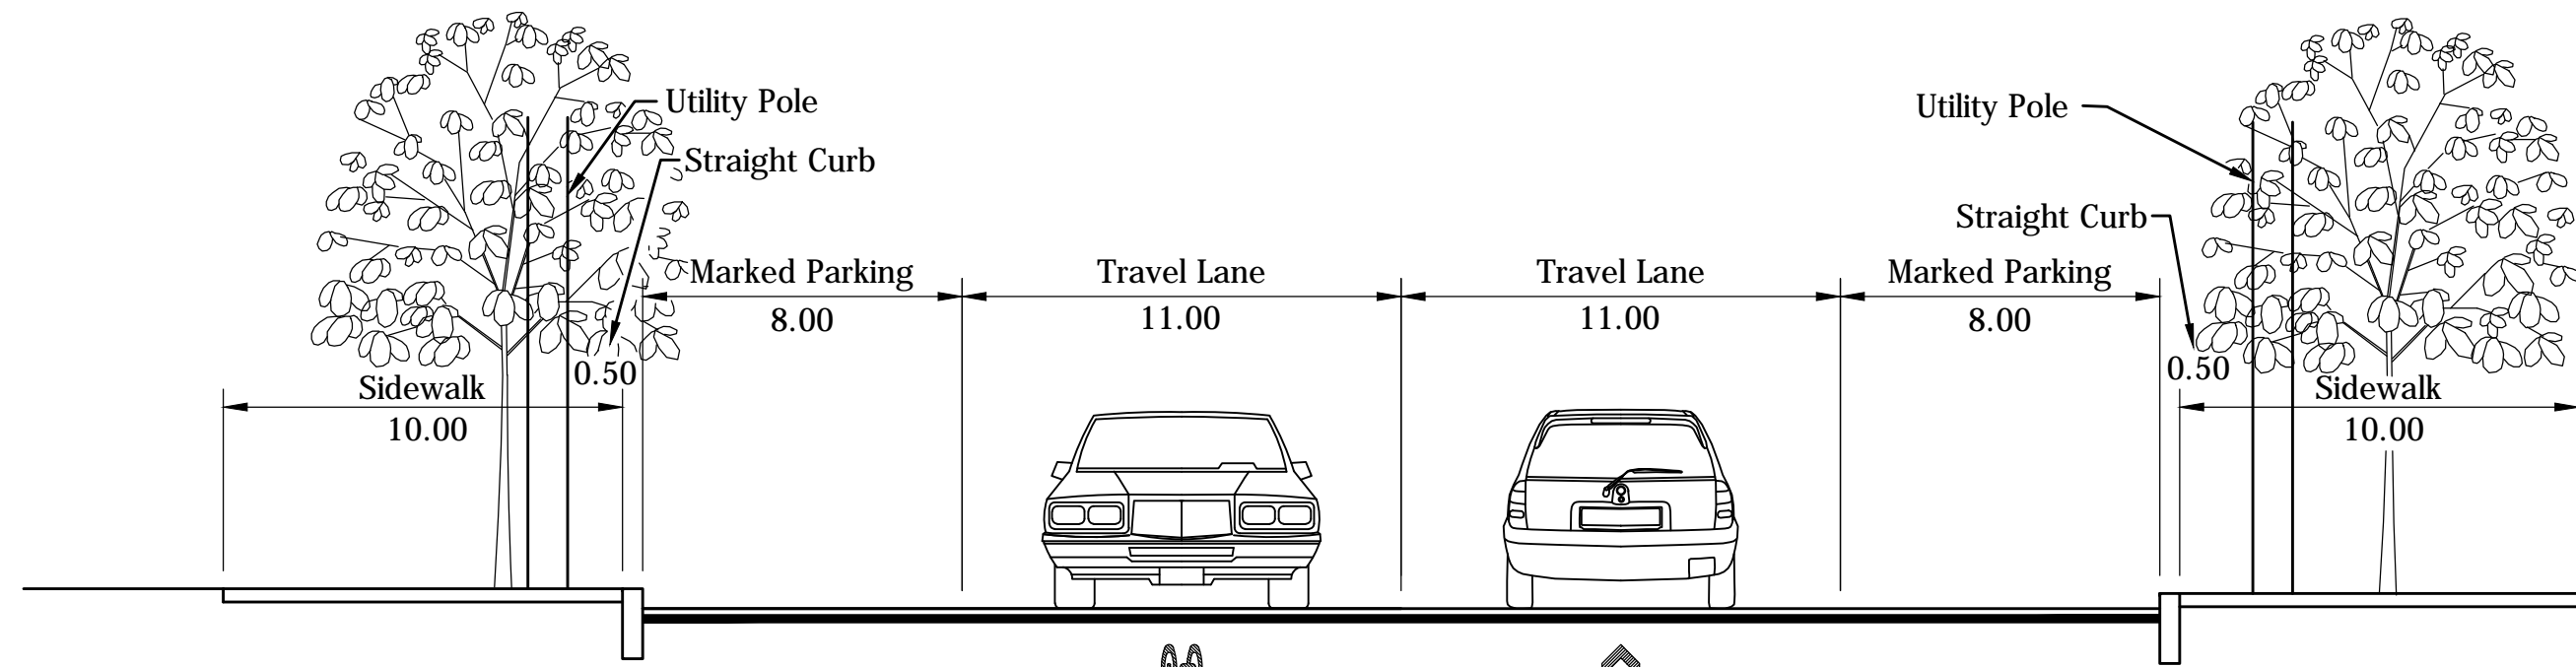 Utility Pole
Straight Curb
Utility Pole
Straight Curb
Marked Parking
8.00
Travel Lane
11.00
Travel Lane
11.00
Marked Parking
8.00
0.50
0.50
Sidewalk
10.00
Sidewalk
10.00